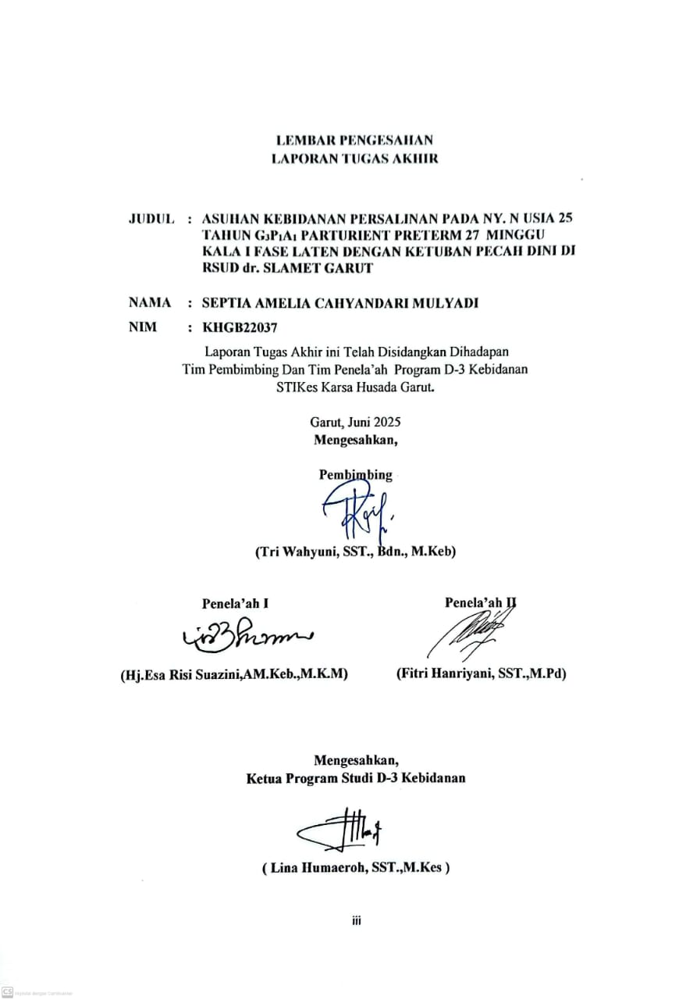 LEMBAR PENGESAHAN
LAPORAN TUGAS AKHIR
JUDUL : ASUHAN KEBIDANAN PERSALINAN PADA NY. N USIA 25
TAHUN G₃P₁A₁ PARTURIENT PRETERM 27 MINGGU
KALA I FASE LATEN DENGAN KETUBAN PECAH DINI DI
RSUD dr. SLAMET GARUT
NAMA : SEPTIA AMELIA CAHYANDARI MULYADI
NIM : KHGB22037
Laporan Tugas Akhir ini Telah Disidangkan Dihadapan
Tim Pembimbing Dan Tim Penela’ah Program D-3 Kebidanan
STIKes Karsa Husada Garut.
Garut, Juni 2025
Mengesahkan,
Pembimbing
(Tri Wahyuni, SST., Bdn., M.Keb)
Penela’ah I Penela’ah II
(Hj.Esa Risi Suazini,AM.Keb.,M.K.M) (Fitri Hanriyani, SST.,M.Pd)
Mengesahkan,
Ketua Program Studi D-3 Kebidanan
( Lina Humaeroh, SST.,M.Kes )
iii
CS